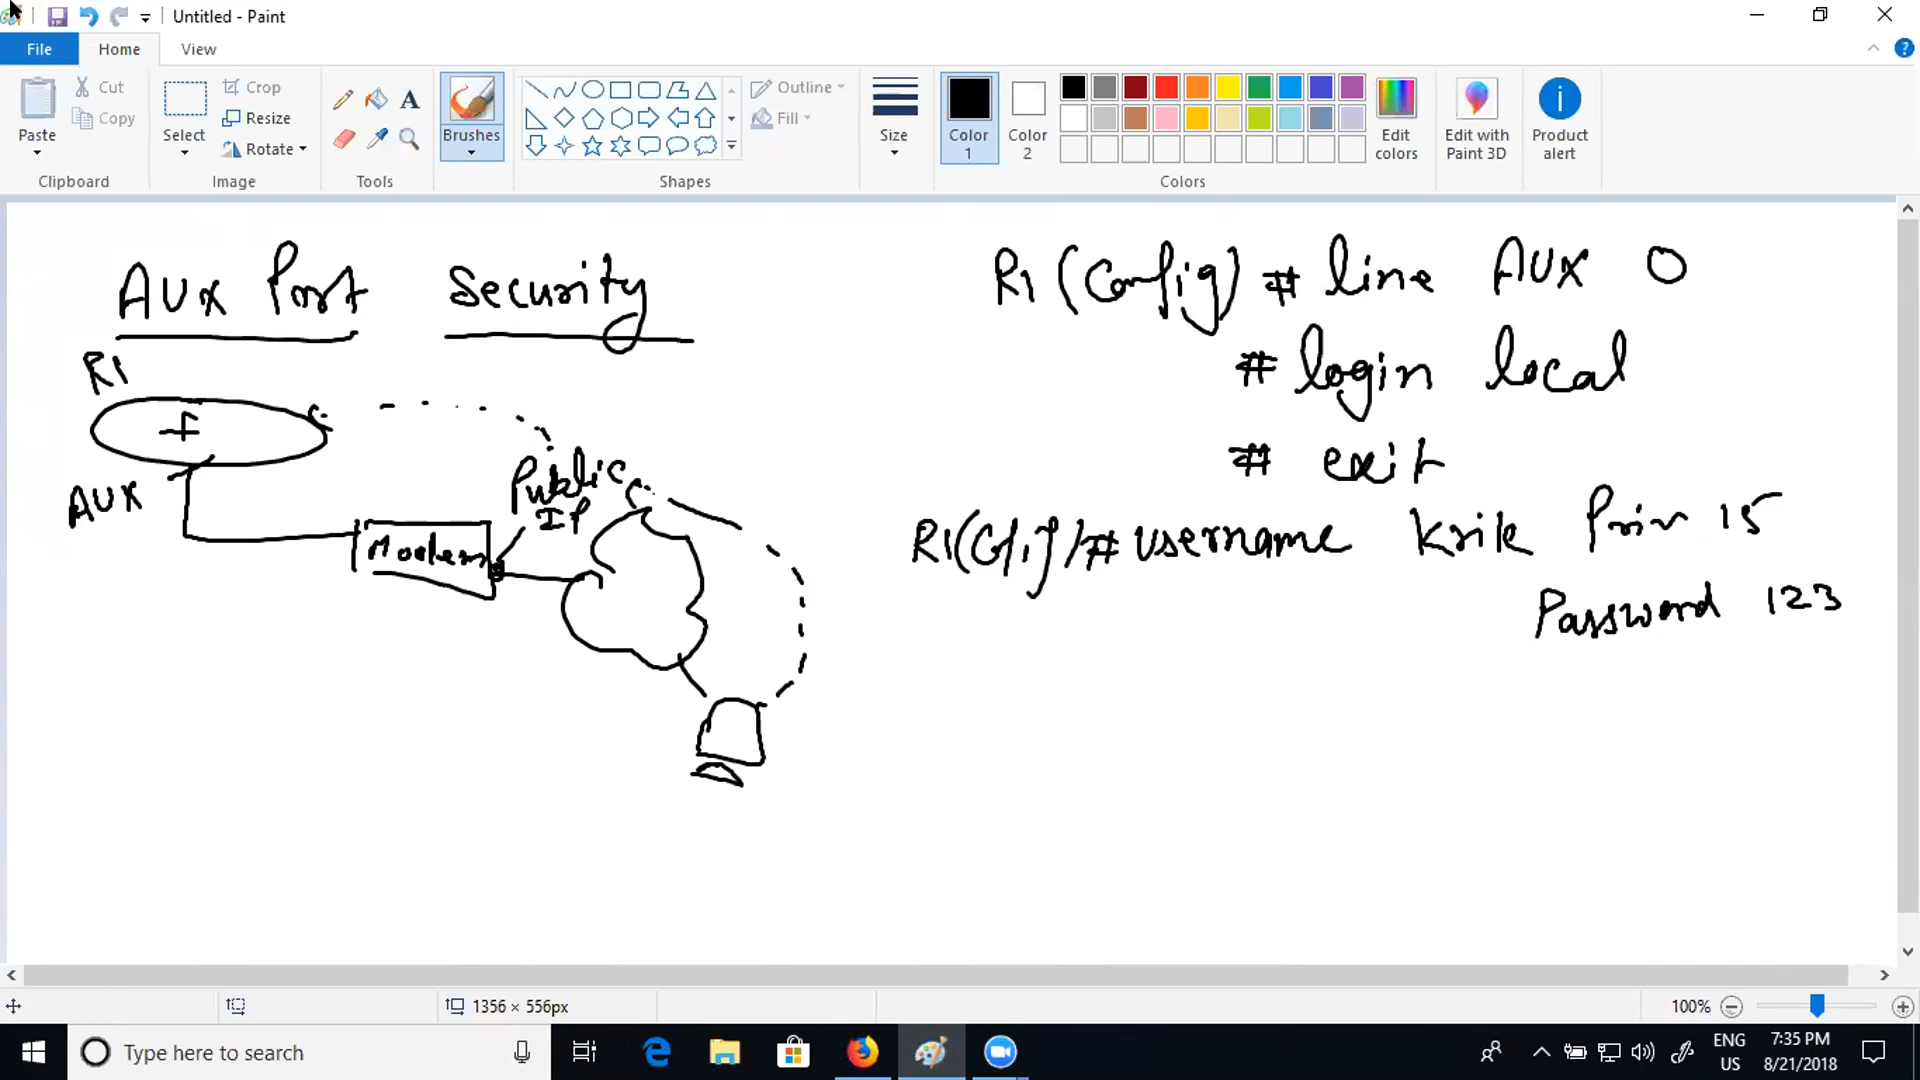 Untitled - Paint
File Home View
Paste
Cut
Copy
Clipboard
Select
Crop
Resize
Rotate
Image
Tools
Brushes
Outline
Fill
Shapes
Size
Color 1
Color 2
Edit colors
Colors
Edit with Paint 3D
Product alert
AUX Port Security
R1
AUX
Modem
Public
IP
R1(Config)# line AUX 0
# login local
# exit
R1(Cfig)# username Krik Priv 15
Password 123
1356 × 556px
100%
Type here to search
ENG
US
7:35 PM
8/21/2018